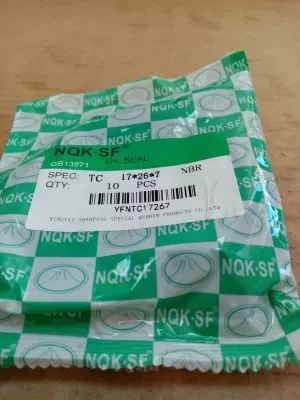 NQK·SF
GB13871
OIL SEAL
SPEC: TC 17*26*7 NBR
QTY: 10 PCS
YFNTC17267
XINGTAI SHANFENG SPECIAL RUBBER PRODUCTS CO.,LTD
NQK·SF
NQK·SF
NQK·SF
NQK·SF